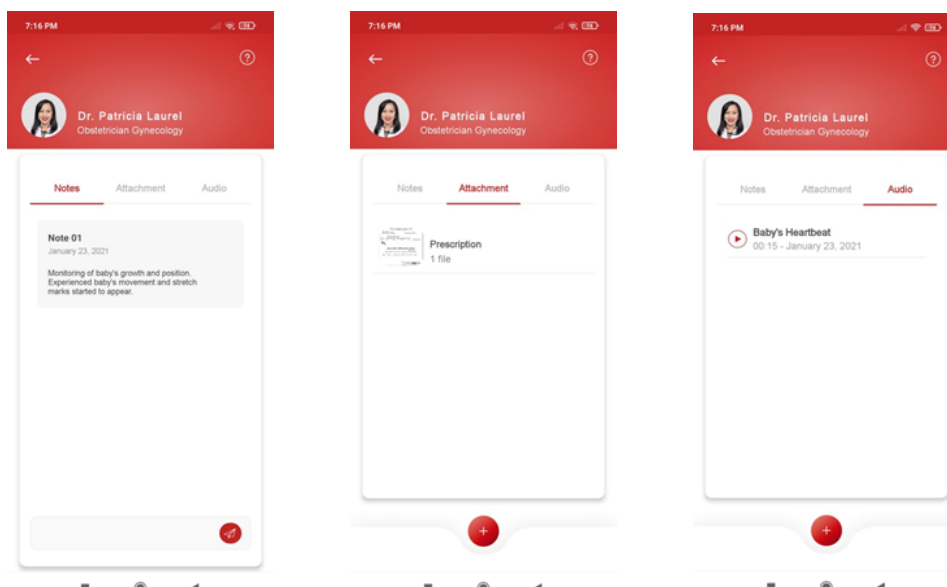 7:16 PM
Dr. Patricia Laurel
Obstetrician Gynecology
Notes Attachment Audio
Note 01
January 23, 2021
Monitoring of baby's growth and position.
Experienced baby's movement and stretch
marks started to appear.
7:16 PM
Dr. Patricia Laurel
Obstetrician Gynecology
Notes Attachment Audio
Prescription
1 file
7:16 PM
Dr. Patricia Laurel
Obstetrician Gynecology
Notes Attachment Audio
Baby's Heartbeat
00:15 - January 23, 2021